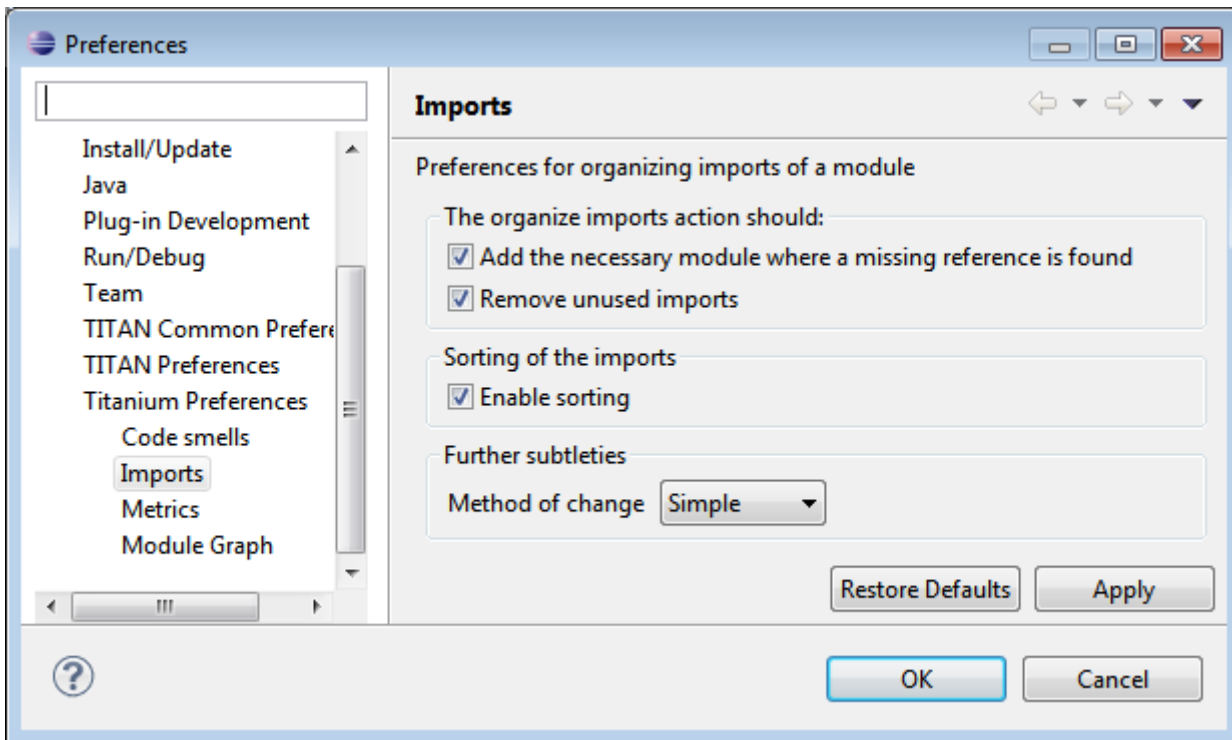 Preferences
Install/Update
Java
Plug-in Development
Run/Debug
Team
TITAN Common Prefere
TITAN Preferences
Titanium Preferences
Code smells
Imports
Metrics
Module Graph
Imports
Preferences for organizing imports of a module
The organize imports action should:
Add the necessary module where a missing reference is found
Remove unused imports
Sorting of the imports
Enable sorting
Further subtleties
Method of change Simple
Restore Defaults Apply
? OK Cancel